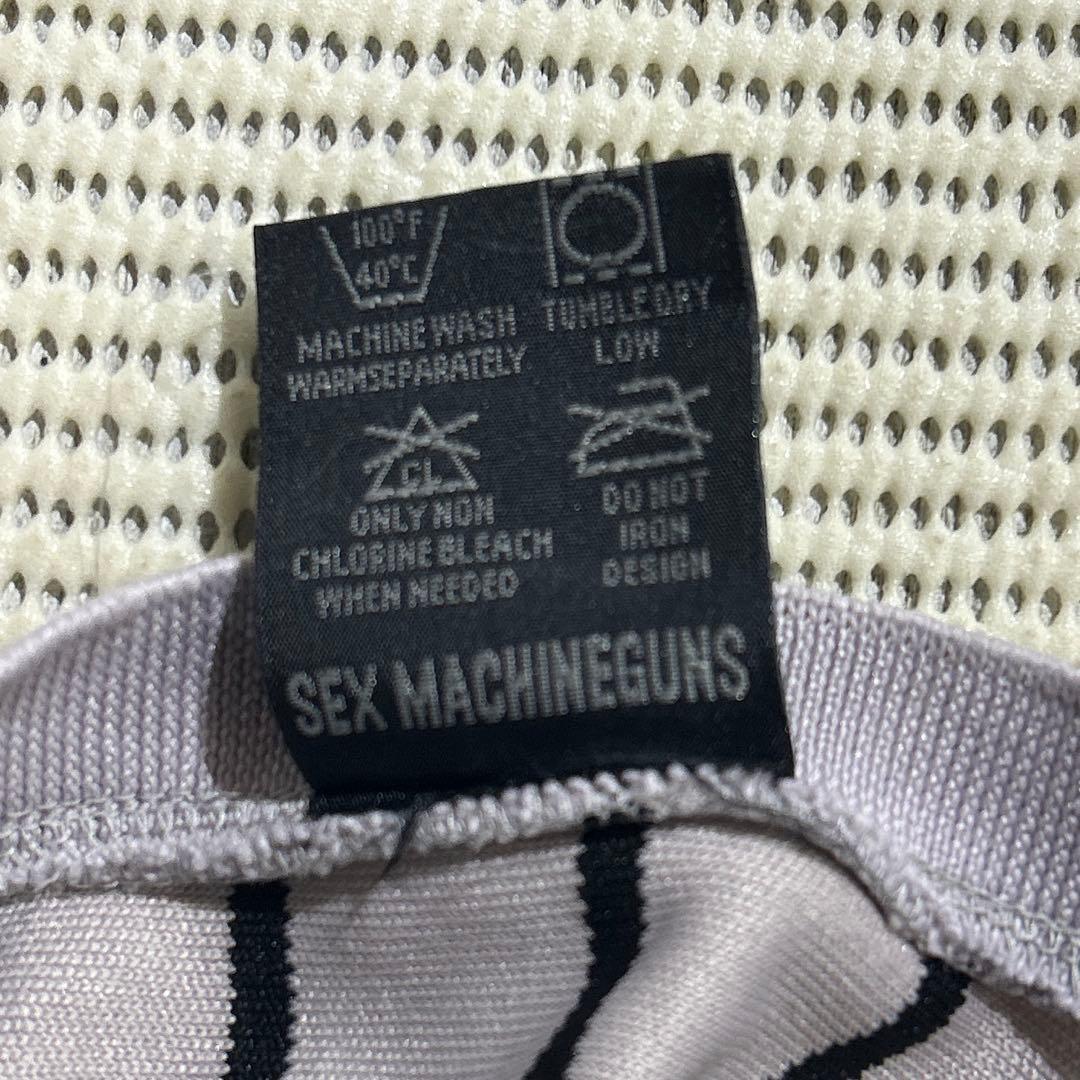 100°F
40°C
MACHINE WASH
WARMSEPARATELY
TUMBLE DRY
LOW
CL
ONLY NON
CHLORINE BLEACH
WHEN NEEDED
DO NOT
IRON
DESIGN
SEX MACHINEGUNS